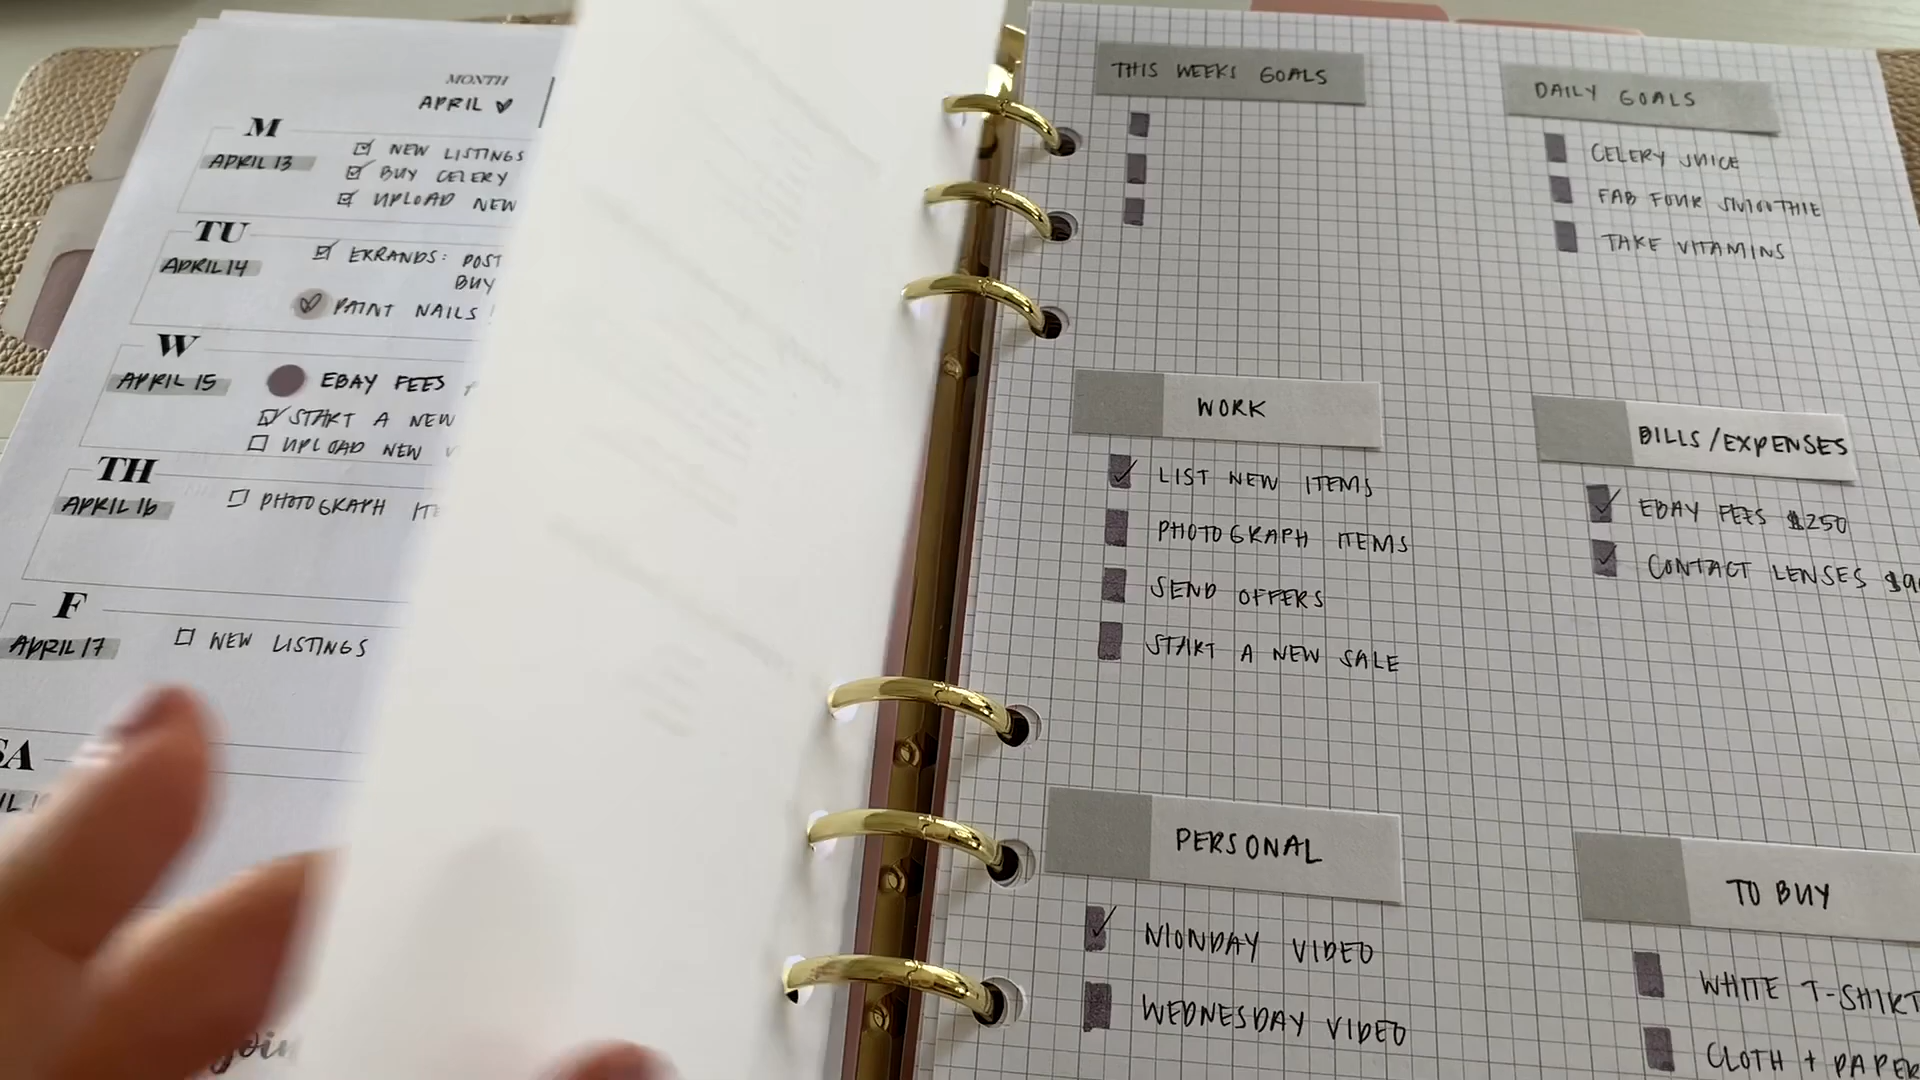 MONTH
APRIL
M
APRIL 13
NEW LISTINGS
BUY CELERY
UPLOAD NEW
TU
APRIL 14
ERRANDS: POST
BUY
PAINT NAILS
W
APRIL 15
EBAY FEES
START A NEW
UPLOAD NEW
TH
APRIL 16
PHOTOGRAPH
F
APRIL 17
NEW LISTINGS
SA
THIS WEEKS GOALS
DAILY GOALS
CELERY JUICE
FAB FOUR SMOOTHIE
TAKE VITAMINS
WORK
LIST NEW ITEMS
PHOTOGRAPH ITEMS
SEND OFFERS
START A NEW SALE
BILLS/EXPENSES
EBAY FEES $250
CONTACT LENSES
PERSONAL
MONDAY VIDEO
WEDNESDAY VIDEO
TO BUY
WHITE T-SHIRT
CLOTH + PAPER